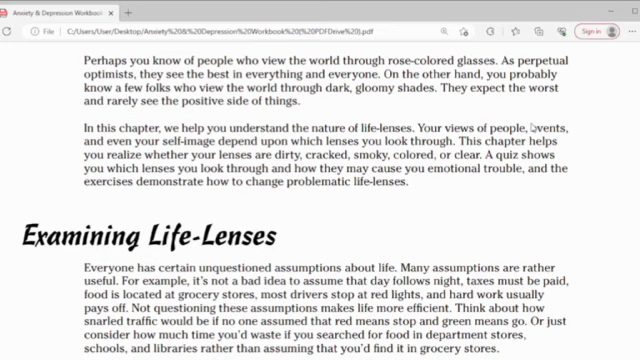 Anxiety & Depression Workbook
File
C:/Users/User/Desktop/Anxiety%20&%20Depression%20Workbook%20(%20PDFDrive%20).pdf
Sign in
Perhaps you know of people who view the world through rose-colored glasses. As perpetual
optimists, they see the best in everything and everyone. On the other hand, you probably
know a few folks who view the world through dark, gloomy shades. They expect the worst
and rarely see the positive side of things.
In this chapter, we help you understand the nature of life-lenses. Your views of people, events,
and even your self-image depend upon which lenses you look through. This chapter helps
you realize whether your lenses are dirty, cracked, smoky, colored, or clear. A quiz shows
you which lenses you look through and how they may cause you emotional trouble, and the
exercises demonstrate how to change problematic life-lenses.
Examining Life-Lenses
Everyone has certain unquestioned assumptions about life. Many assumptions are rather
useful. For example, it's not a bad idea to assume that day follows night, taxes must be paid,
food is located at grocery stores, most drivers stop at red lights, and hard work usually
pays off. Not questioning these assumptions makes life more efficient. Think about how
snarled traffic would be if no one assumed that red means stop and green means go. Or just
consider how much time you'd waste if you searched for food in department stores,
schools, and libraries rather than assuming that you'd find it in grocery stores.